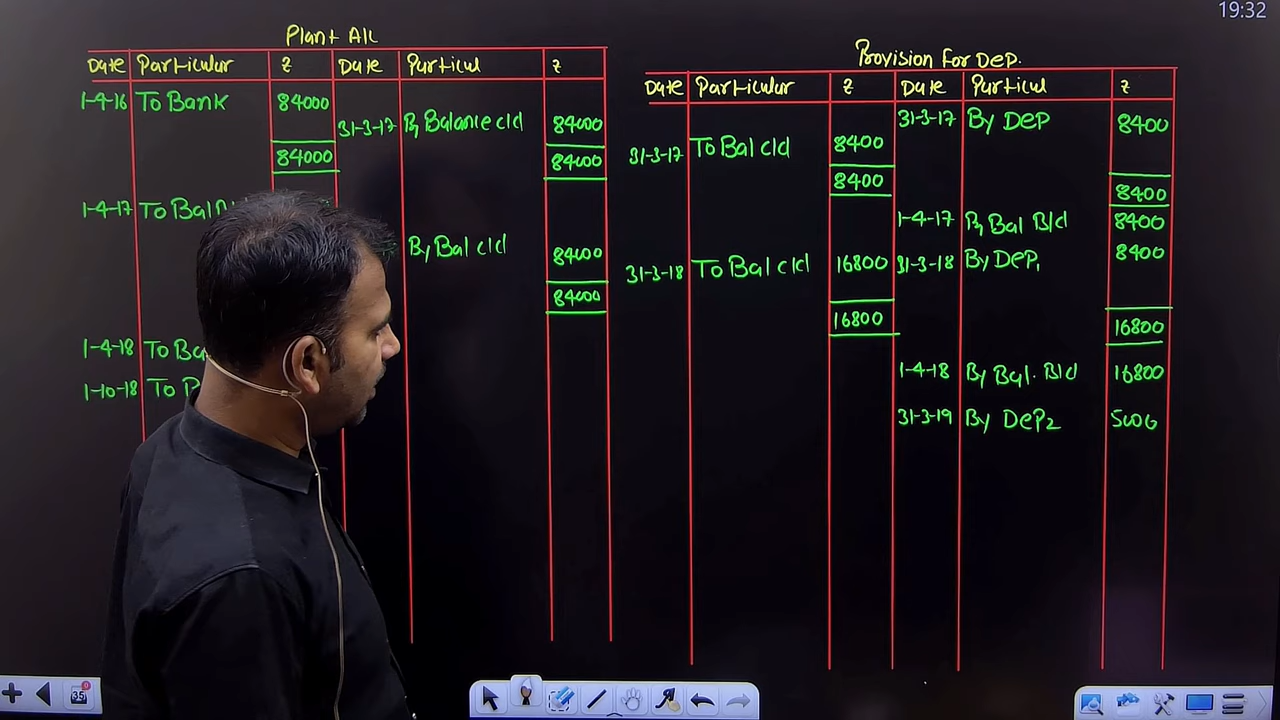 19:32
Plant A/c
Date Particular ₹ Date Particul ₹
1-4-16 To Bank 84000
31-3-17 By Balance c/d 84000
84000 84000
1-4-17 To
By Bal c/d 84000
84000
1-4-18 To
1-10-18 To
Provision for Dep.
Date Particular ₹ Date Particul ₹
31-3-17 By Dep 8400
31-3-17 To Bal c/d 8400
8400 8400
1-4-17 By Bal B/d 8400
31-3-18 To Bal c/d 16800 31-3-18 By Dep1 8400
16800 16800
1-4-18 By Bal. B/d 16800
31-3-19 By Dep2 5000
35